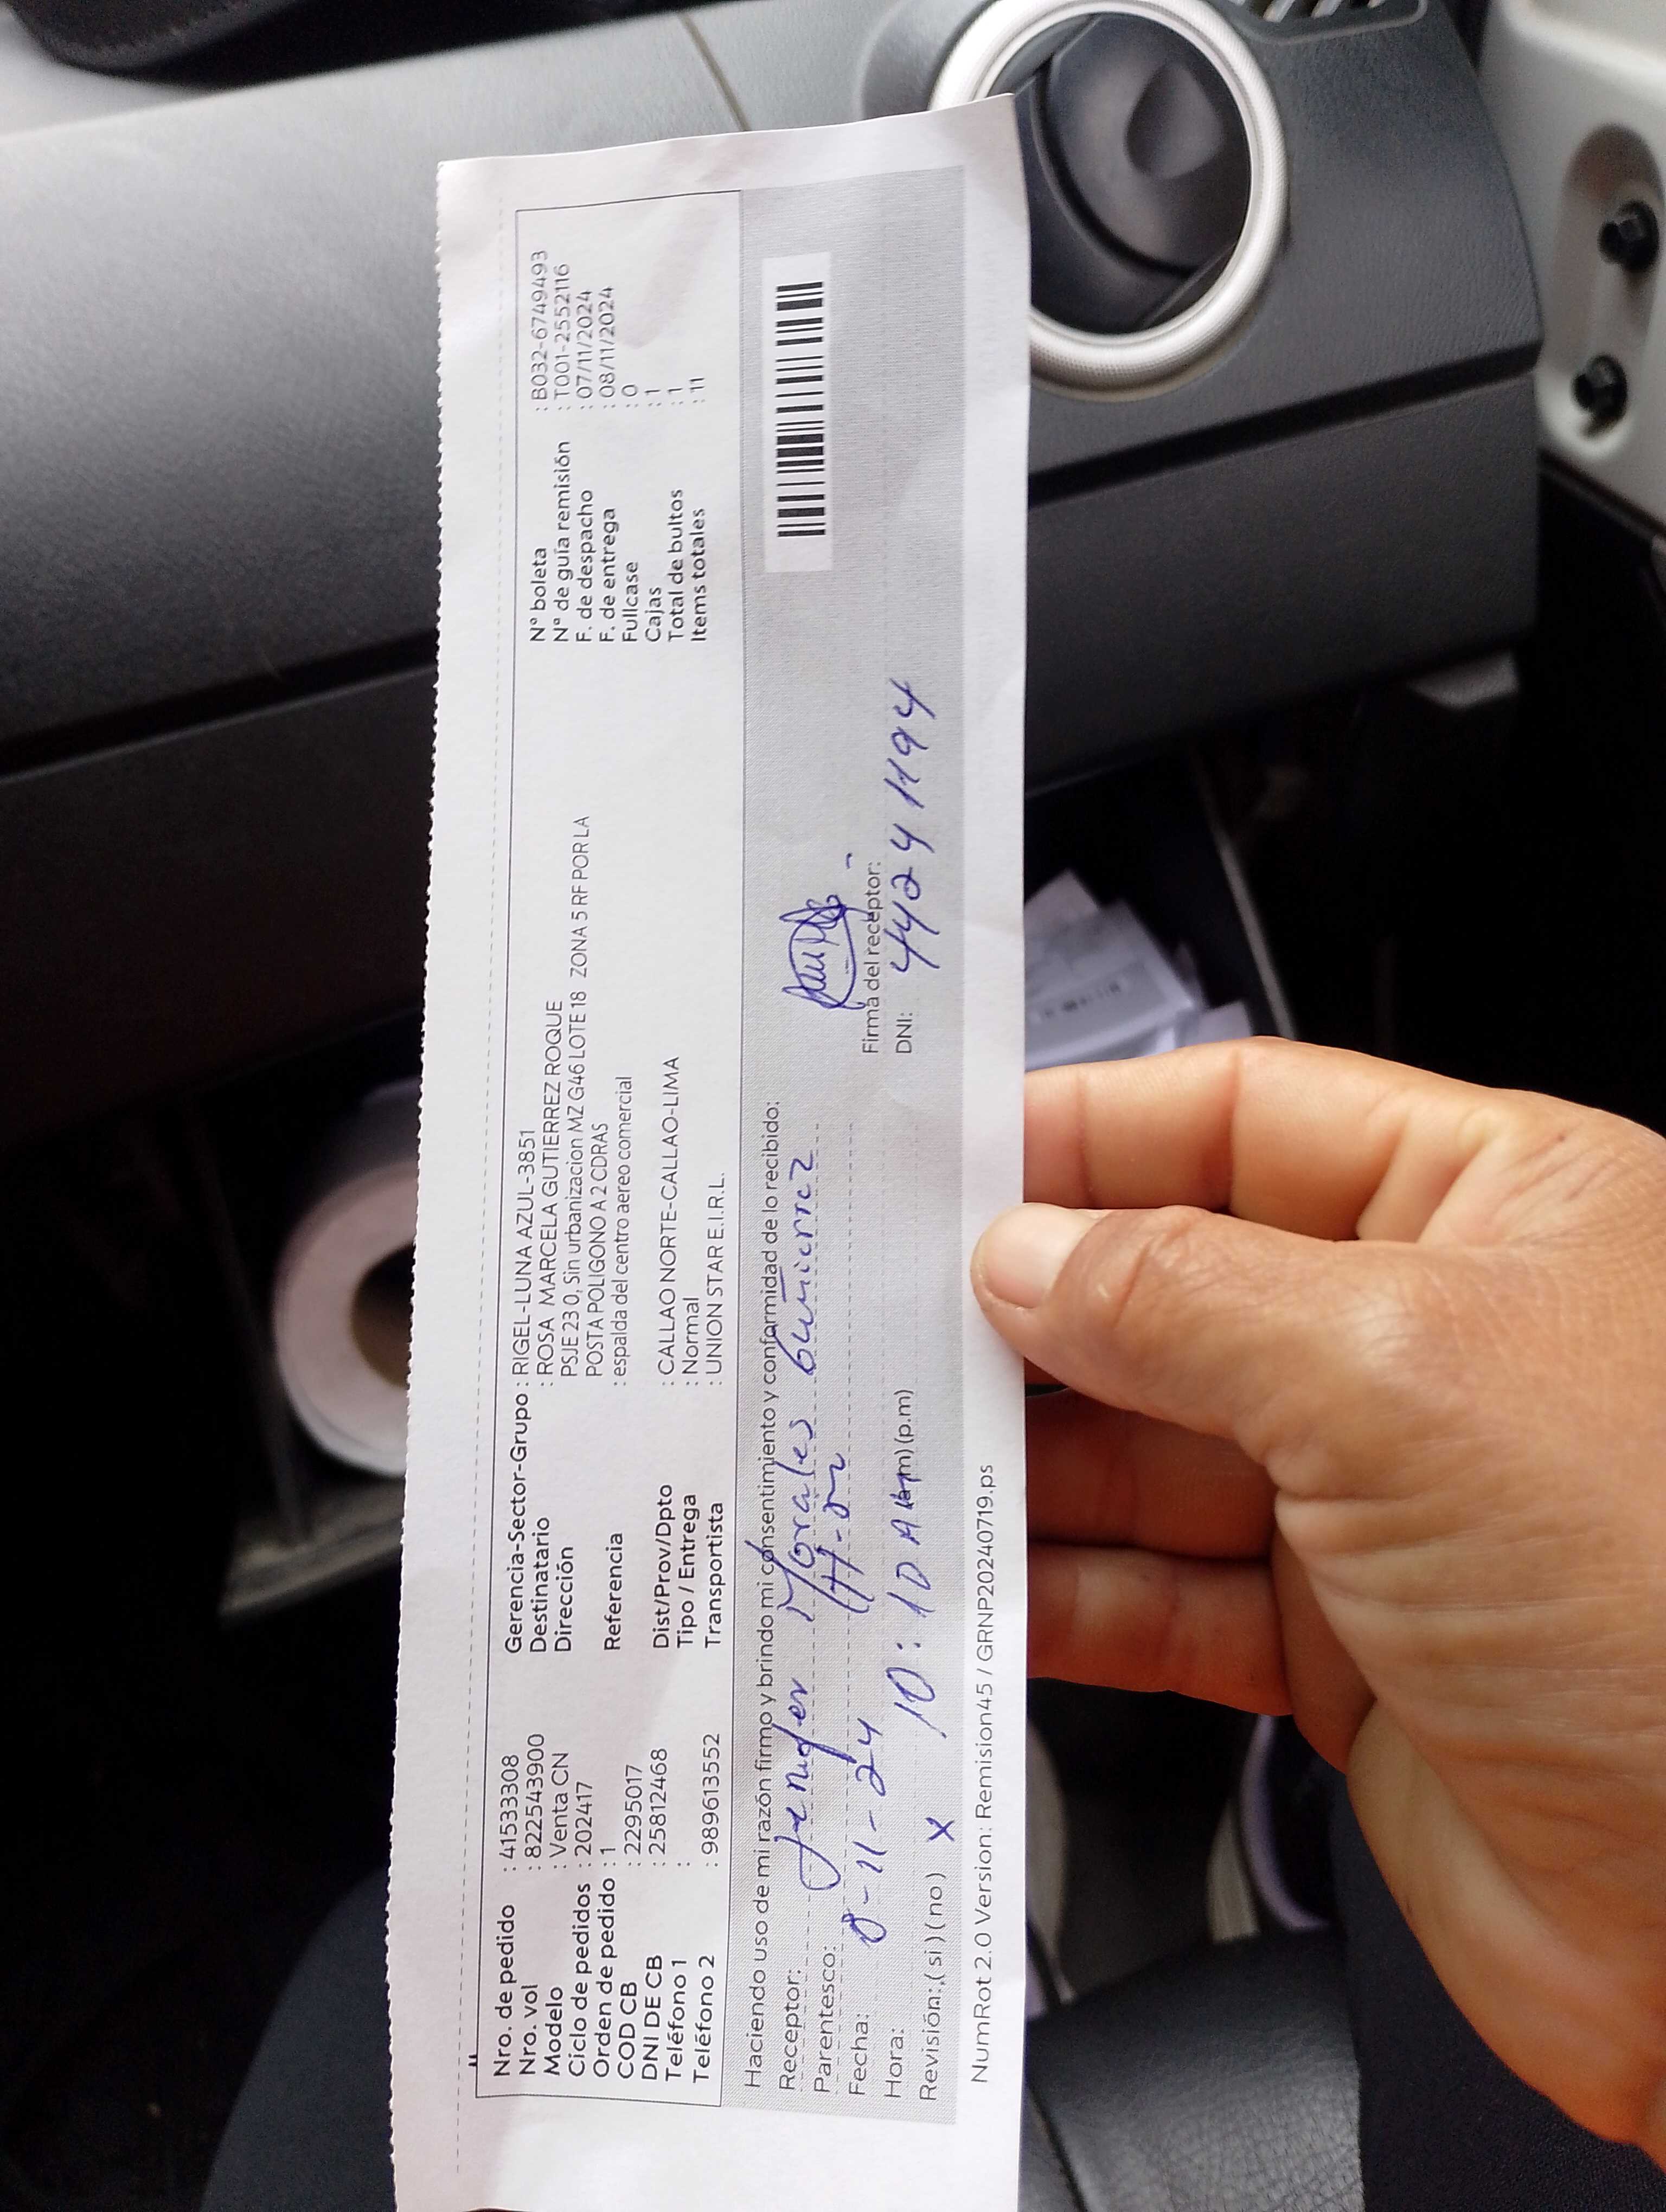 Nro. de pedido : 41533308
Nro. vol : 8222543900
Modelo : Venta CN
Ciclo de pedidos : 202417
Orden de pedido : 1
COD CB : 2295017
DNI DE CB : 25812468
Teléfono 1 :
Teléfono 2 : 989613552
Gerencia-Sector-Grupo : RIGEL-LUNA AZUL-3851
Destinatario : ROSA MARCELA GUTIERREZ ROQUE
Dirección PSJE 23 0, Sin urbanizacion MZ G46 LOTE 18 ZONA 5 RF POR LA
POSTA POLIGONO A 2 CDRAS
Referencia : espalda del centro aereo comercial
Dist/Prov/Dpto : CALLAO NORTE-CALLAO-LIMA
Tipo / Entrega : Normal
Transportista : UNION STAR E.I.R.L.
N° boleta : B032-6749493
N° de guía remisión : T001-2552116
F. de despacho : 07/11/2024
F. de entrega : 08/11/2024
Fullcase : 0
Cajas : 1
Total de bultos : 1
Items totales : 11
Haciendo uso de mi razón firmo y brindo mi consentimiento y conformidad de lo recibido:
Receptor: Morales Gutierrez
Parentesco:
Fecha: 8-11-24
Hora: 10:10 AM (am) (p.m)
Revisión: (si) (no) X
Firma del receptor:
DNI: 44241194
NumRot 2.0 Version: Remision45 / GRNP20240719.ps